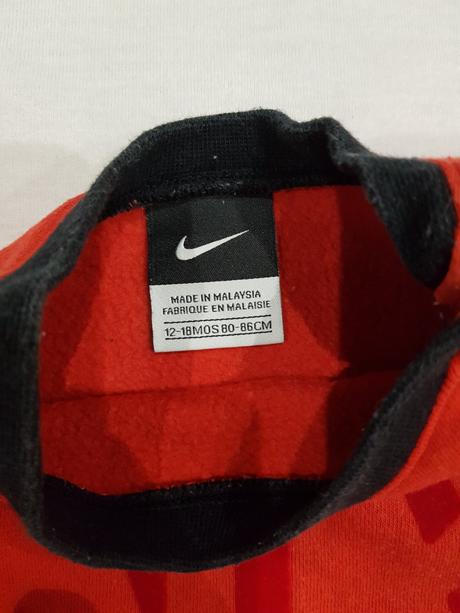 MADE IN MALAYSIA
FABRIQUE EN MALAISIE
12-18MOS 80-86CM